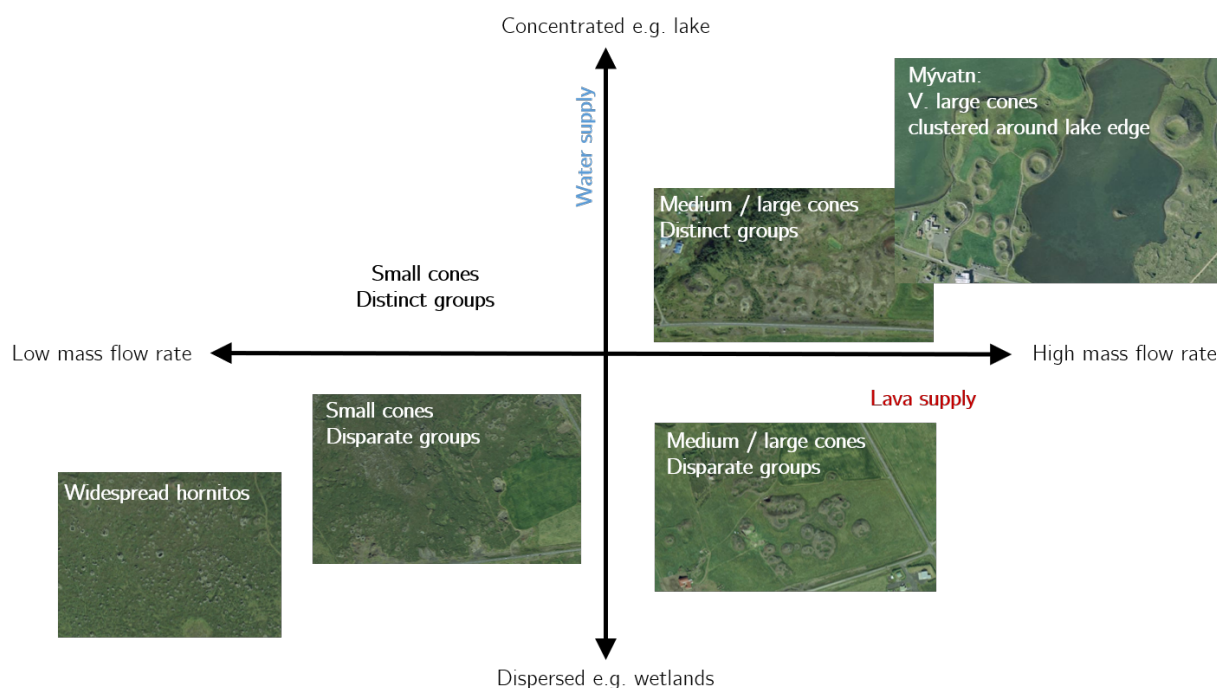 Concentrated e.g. lake
Water supply
Mývatn:
V. large cones
clustered around lake edge
Medium / large cones
Distinct groups
Small cones
Distinct groups
Low mass flow rate
High mass flow rate
Lava supply
Small cones
Disparate groups
Medium / large cones
Disparate groups
Widespread hornitos
Dispersed e.g. wetlands